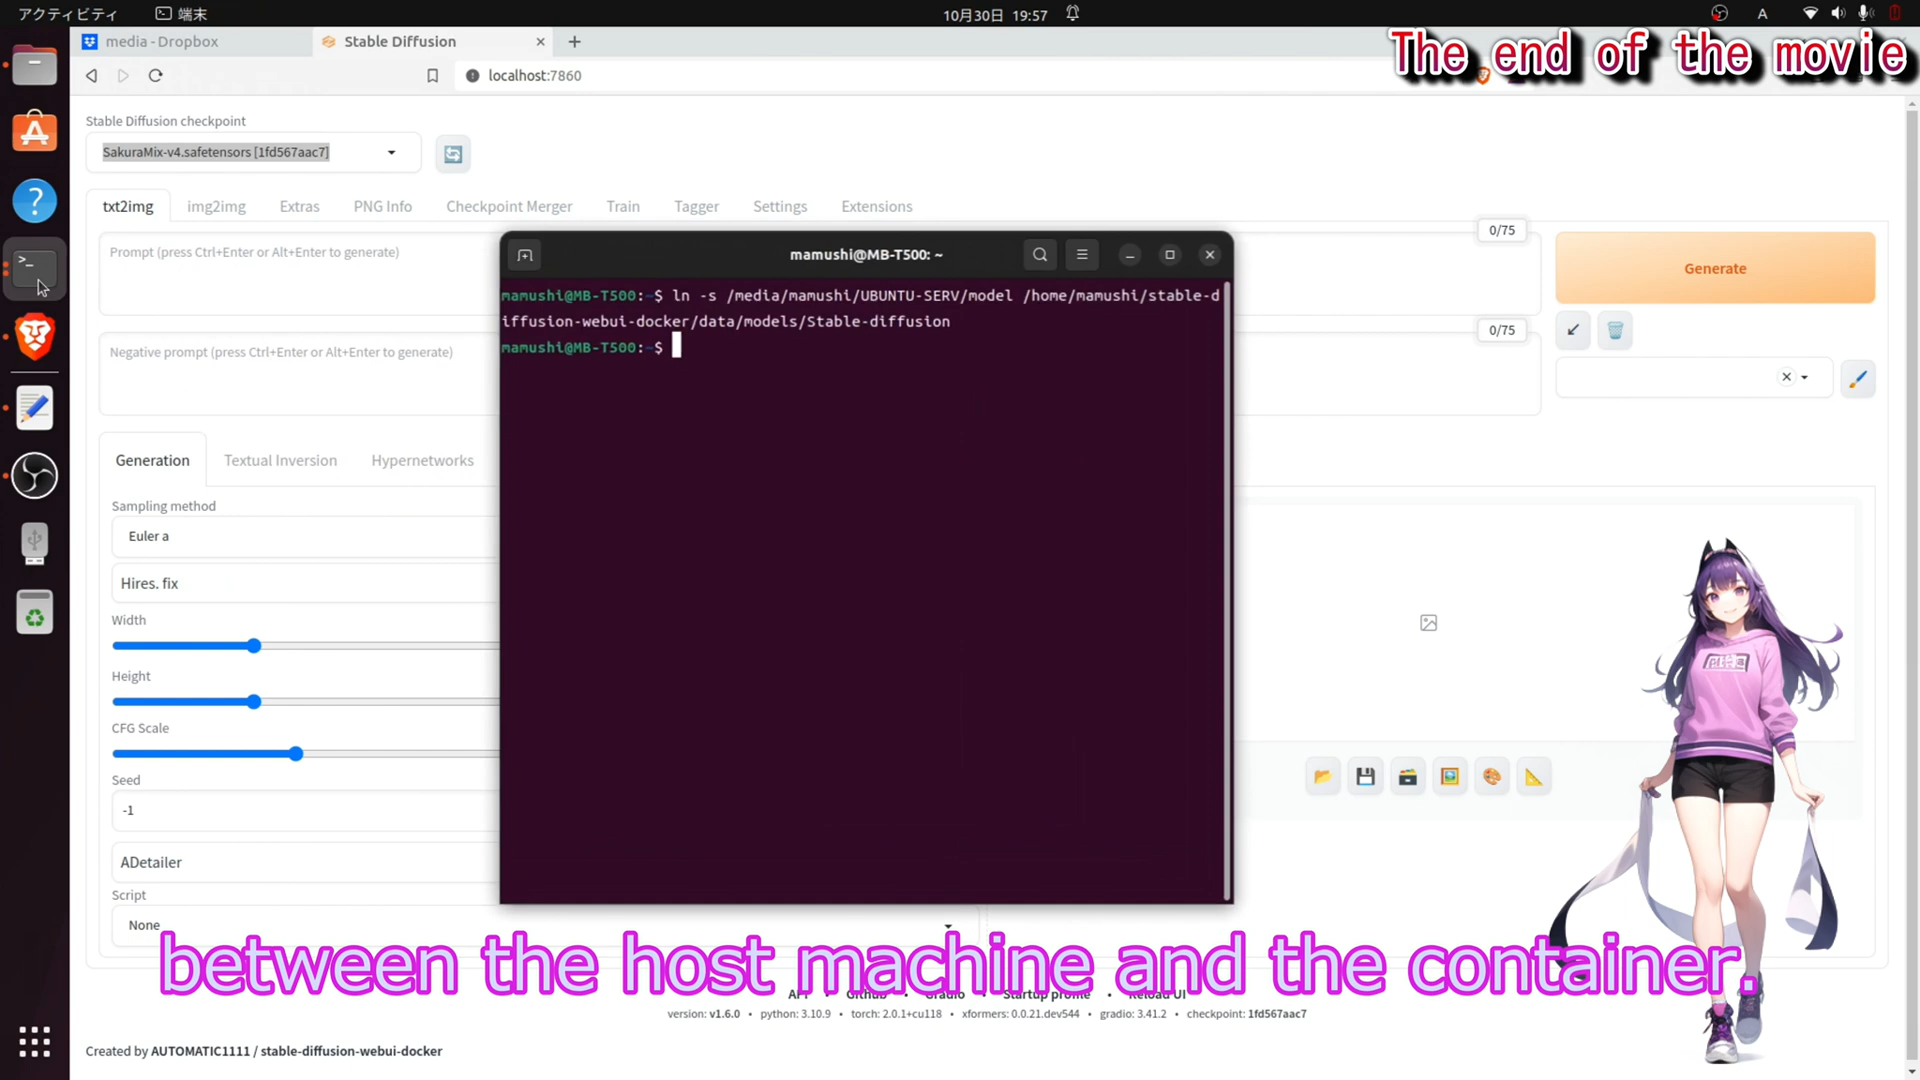 アクティビティ
端末
10月30日 19:57
A
media - Dropbox
Stable Diffusion
The end of the movie
localhost:7860
Stable Diffusion checkpoint
SakuraMix-v4.safetensors [1fd567aac7]
txt2img
img2img
Extras
PNG Info
Checkpoint Merger
Train
Tagger
Settings
Extensions
Prompt (press Ctrl+Enter or Alt+Enter to generate)
0/75
Generate
Negative prompt (press Ctrl+Enter or Alt+Enter to generate)
0/75
mamushi@MB-T500: ~
mamushi@MB-T500:~$ ln -s /media/mamushi/UBUNTU-SERV/model /home/mamushi/stable-d
iffusion-webui-docker/data/models/Stable-diffusion
mamushi@MB-T500:~$
Generation
Textual Inversion
Hypernetworks
Sampling method
Euler a
Hires. fix
Width
Height
CFG Scale
Seed
-1
ADetailer
Script
None
between the host machine and the container.
API • Github • Gradio • Startup profile • Reload UI
version: v1.6.0 • python: 3.10.9 • torch: 2.0.1+cu118 • xformers: 0.0.21.dev544 • gradio: 3.41.2 • checkpoint: 1fd567aac7
Created by AUTOMATIC1111 / stable-diffusion-webui-docker